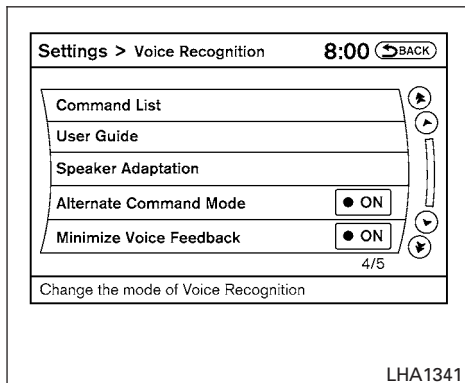 Settings > Voice Recognition 8:00 BACK
Command List
User Guide
Speaker Adaptation
Alternate Command Mode ON
Minimize Voice Feedback ON
4/5
Change the mode of Voice Recognition
LHA1341